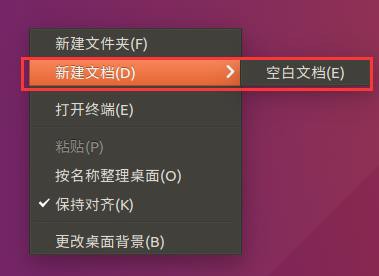 新建文件夹(F)
新建文档(D) 空白文档(E)
打开终端(E)
粘贴(P)
按名称整理桌面(O)
保持对齐(K)
更改桌面背景(B)